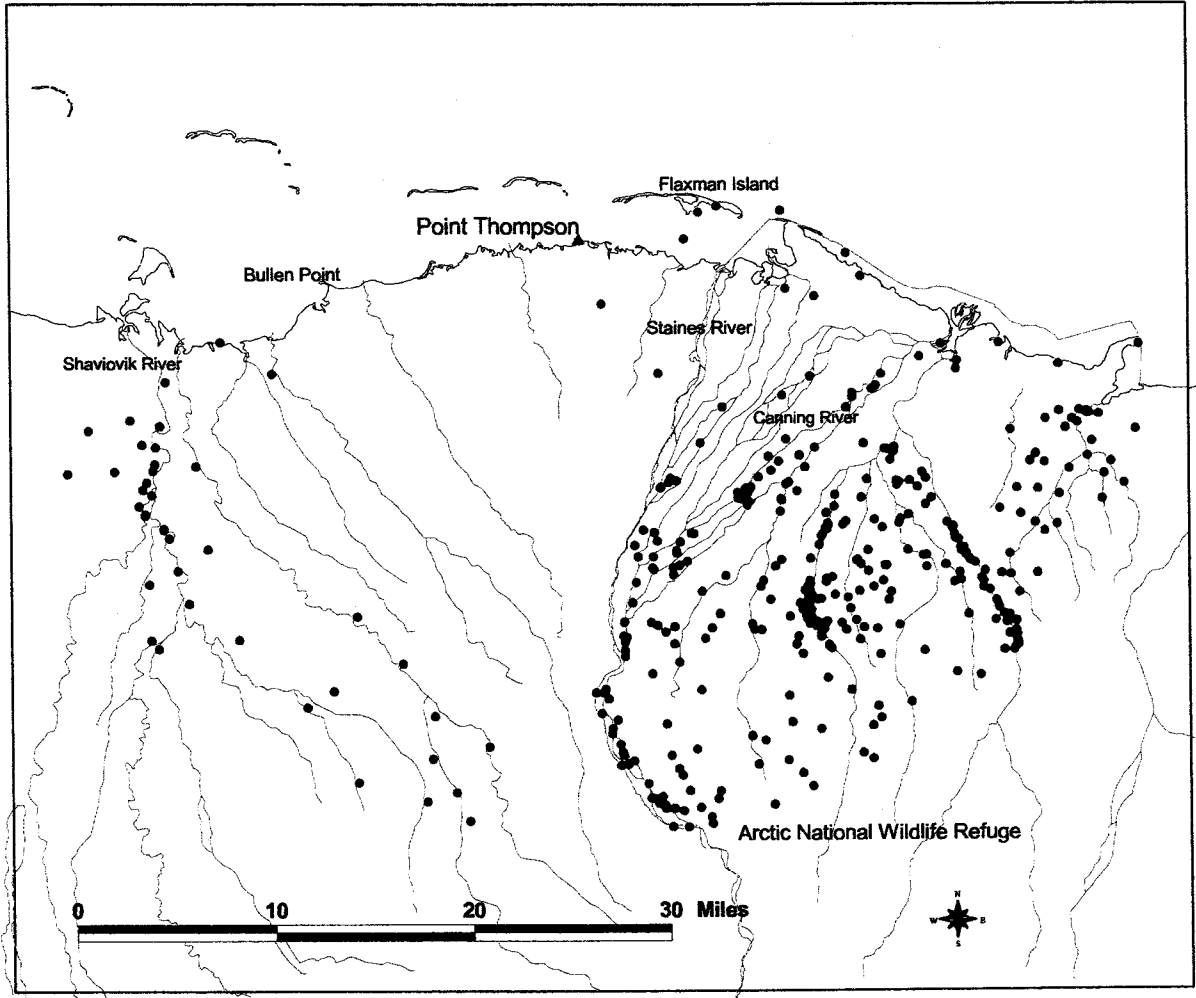 Flaxman Island
Point Thompson
Bullen Point
Staines River
Shaviovik River
Canning River
Arctic National Wildlife Refuge
0 10 20 30 Miles
N
W E
S